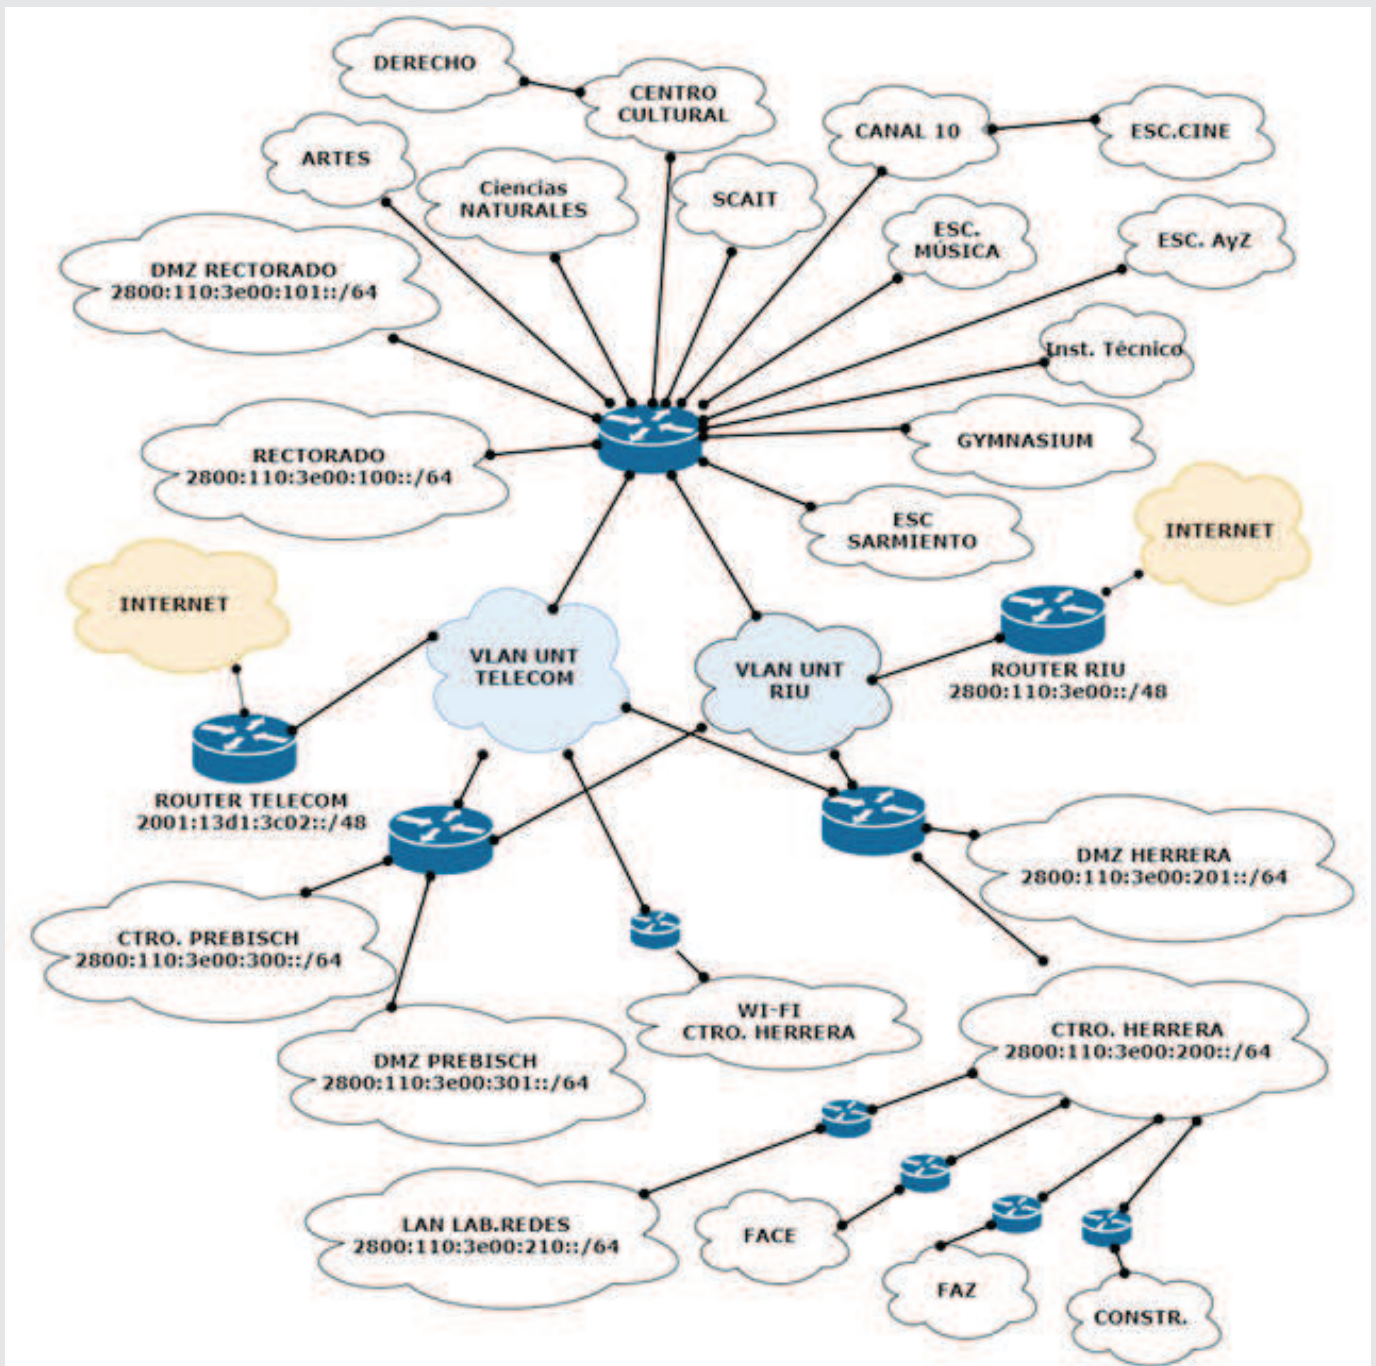 DERECHO
CENTRO
CULTURAL
CANAL 10
ESC.CINE
ARTES
Ciencias
NATURALES
SCAIT
ESC.
MÚSICA
ESC. AyZ
DMZ RECTORADO
2800:110:3e00:101::/64
Inst. Técnico
GYMNASIUM
RECTORADO
2800:110:3e00:100::/64
ESC
SARMIENTO
INTERNET
INTERNET
VLAN UNT
TELECOM
VLAN UNT
RIU
ROUTER RIU
2800:110:3e00::/48
ROUTER TELECOM
2001:13d1:3c02::/48
DMZ HERRERA
2800:110:3e00:201::/64
CTRO. PREBISCH
2800:110:3e00:300::/64
WI-FI
CTRO. HERRERA
CTRO. HERRERA
2800:110:3e00:200::/64
DMZ PREBISCH
2800:110:3e00:301::/64
LAN LAB.REDES
2800:110:3e00:210::/64
FACE
FAZ
CONSTR.